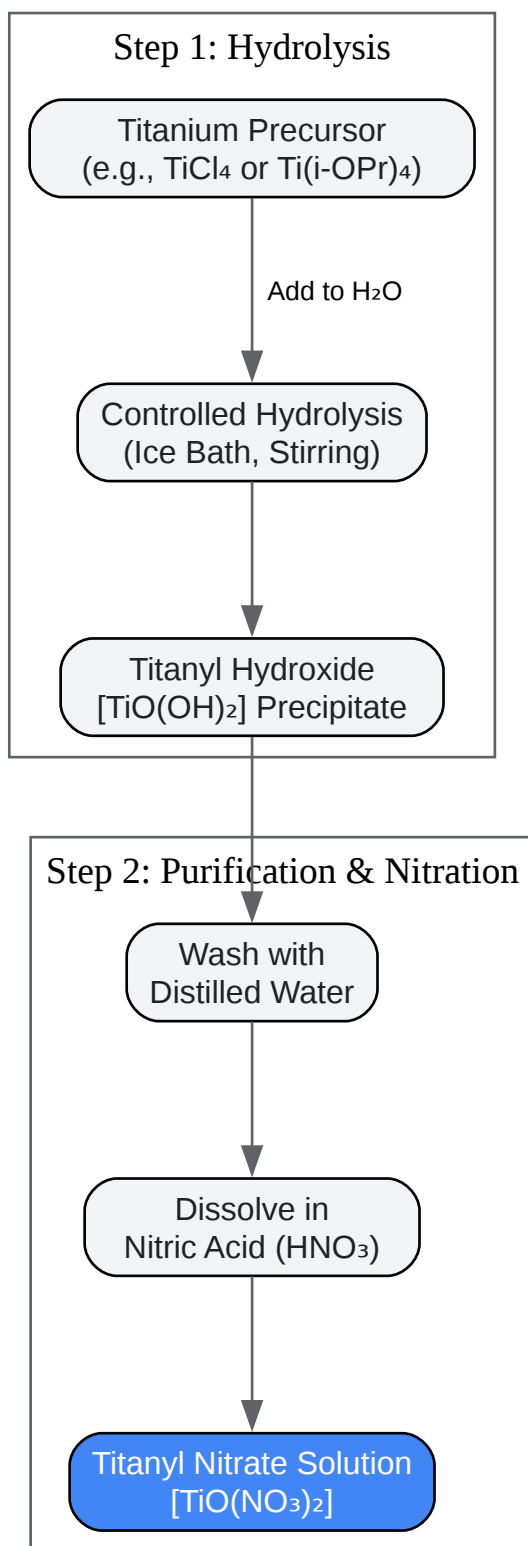 Step 1: Hydrolysis
Titanium Precursor
(e.g., TiCl₄ or Ti(i-OPr)₄)
Add to H₂O
Controlled Hydrolysis
(Ice Bath, Stirring)
Titanyl Hydroxide
[TiO(OH)₂] Precipitate
Step 2: Purification & Nitration
Wash with
Distilled Water
Dissolve in
Nitric Acid (HNO₃)
Titanyl Nitrate Solution
[TiO(NO₃)₂]